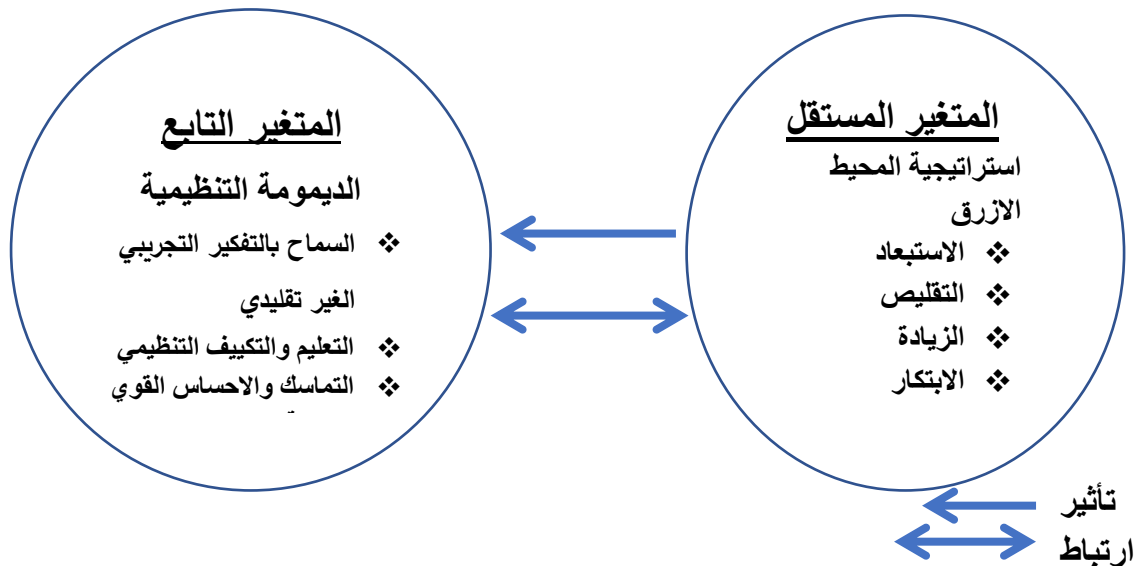 المتغير المستقل
استراتيجية المحيط
الازرق
❖ الاستبعاد
❖ التقليص
❖ الزيادة
❖ الابتكار
المتغير التابع
الديمومة التنظيمية
❖ السماح بالتفكير التجريبي
الغير تقليدي
❖ التعليم والتكييف التنظيمي
❖ التماسك والاحساس القوي
تأثير
ارتباط